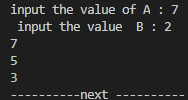 input the value of A : 7
 input the value  B : 2
7
5
3
----------next ----------